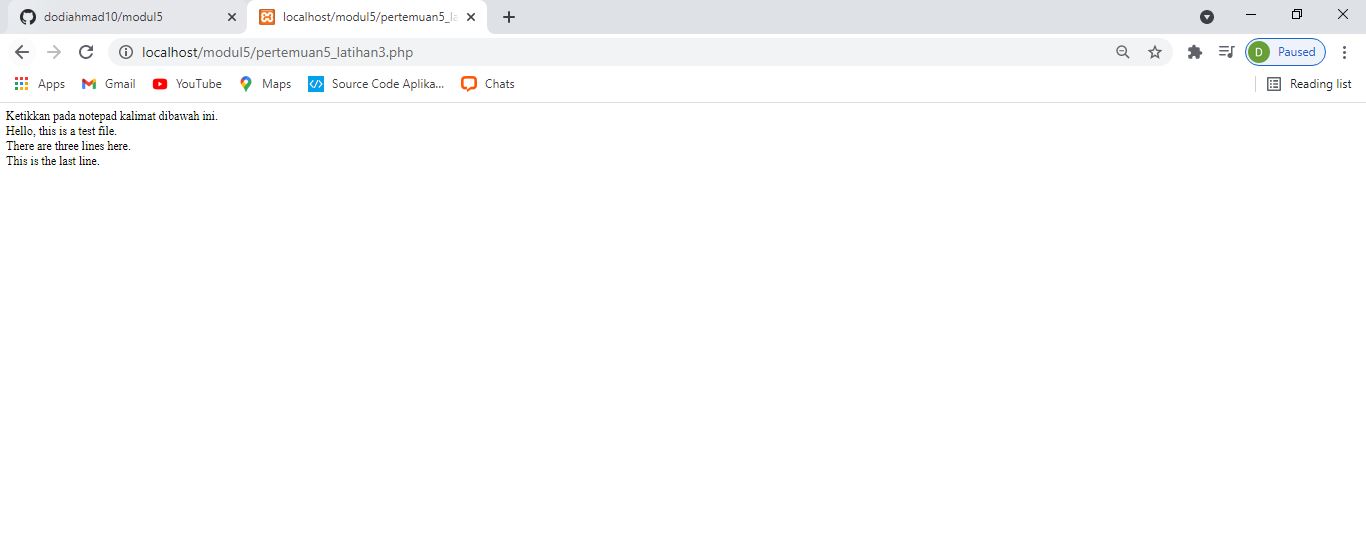 dodiahmad10/modul5
localhost/modul5/pertemuan5_la
localhost/modul5/pertemuan5_latihan3.php
D Paused
Apps Gmail YouTube Maps Source Code Aplika... Chats Reading list
Ketikkan pada notepad kalimat dibawah ini.
Hello, this is a test file.
There are three lines here.
This is the last line.